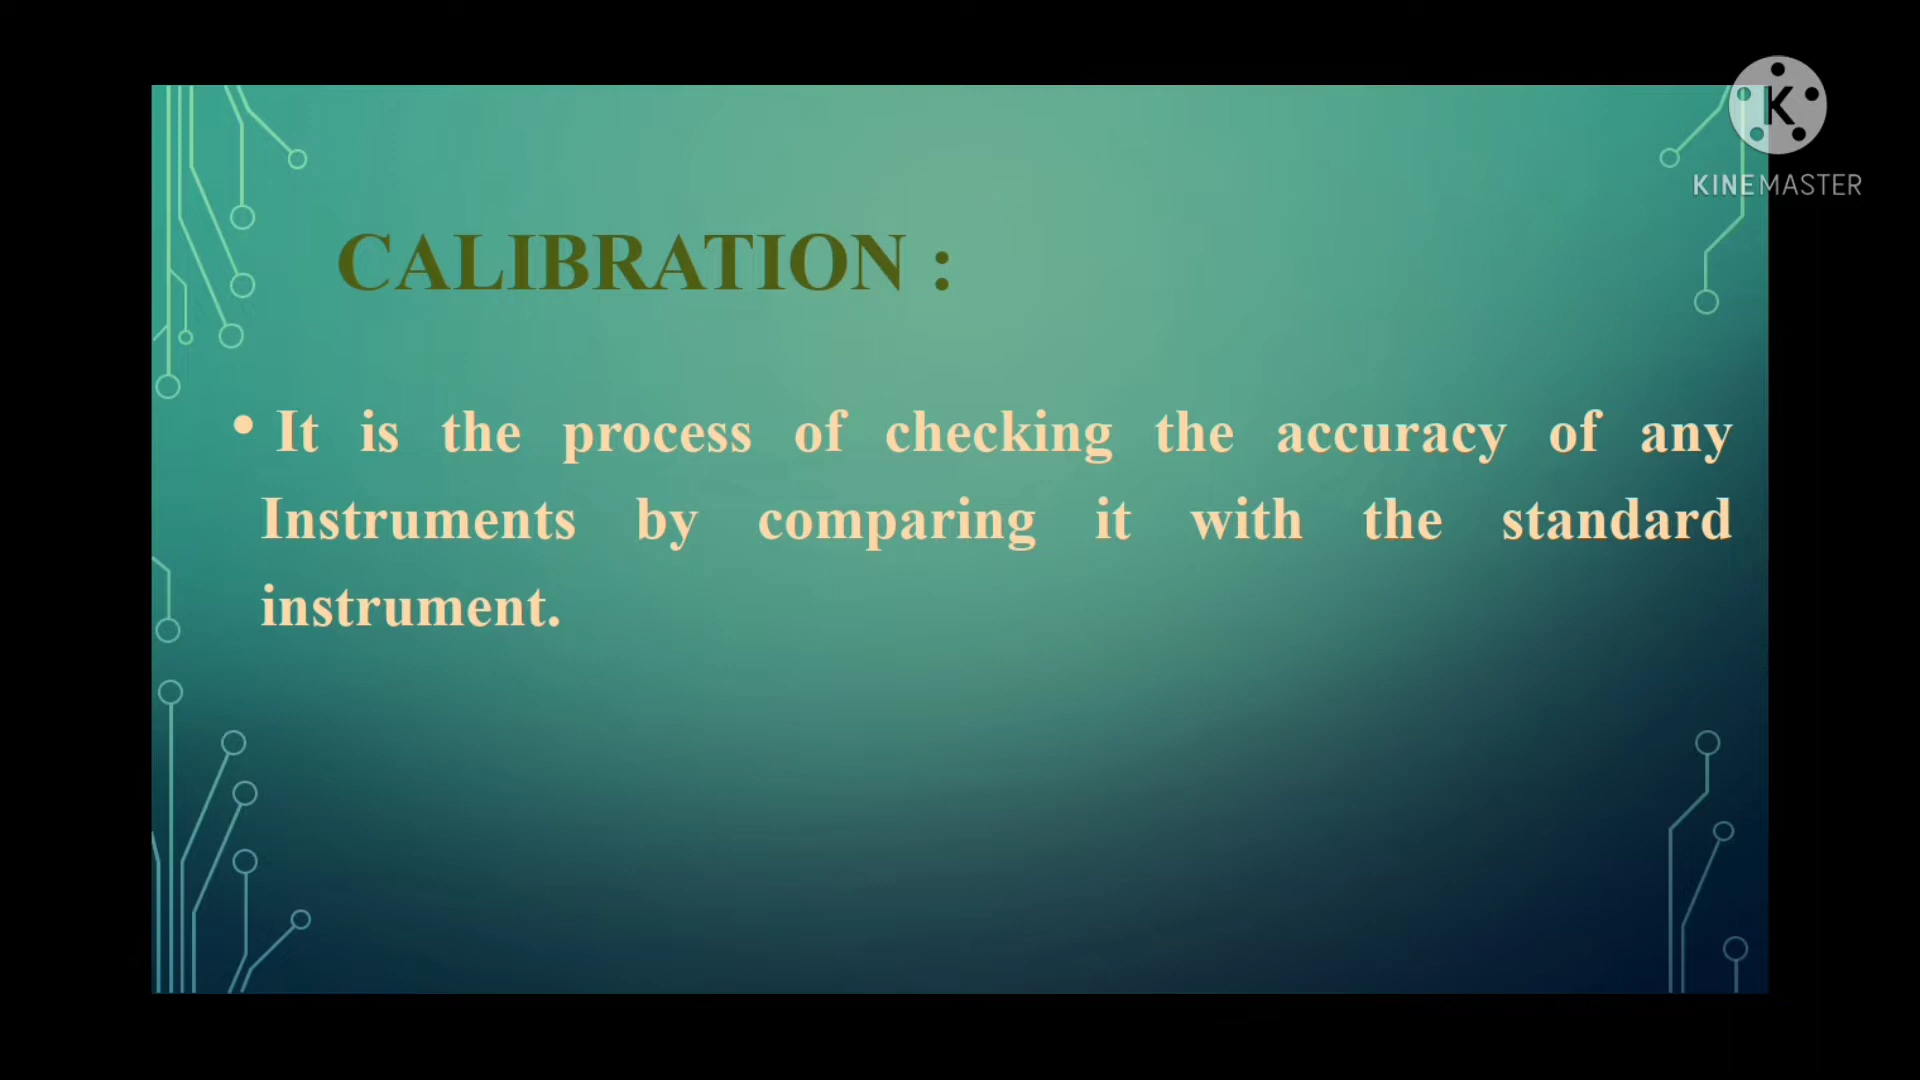 K
KINEMASTER
CALIBRATION :
• It is the process of checking the accuracy of any
Instruments by comparing it with the standard
instrument.